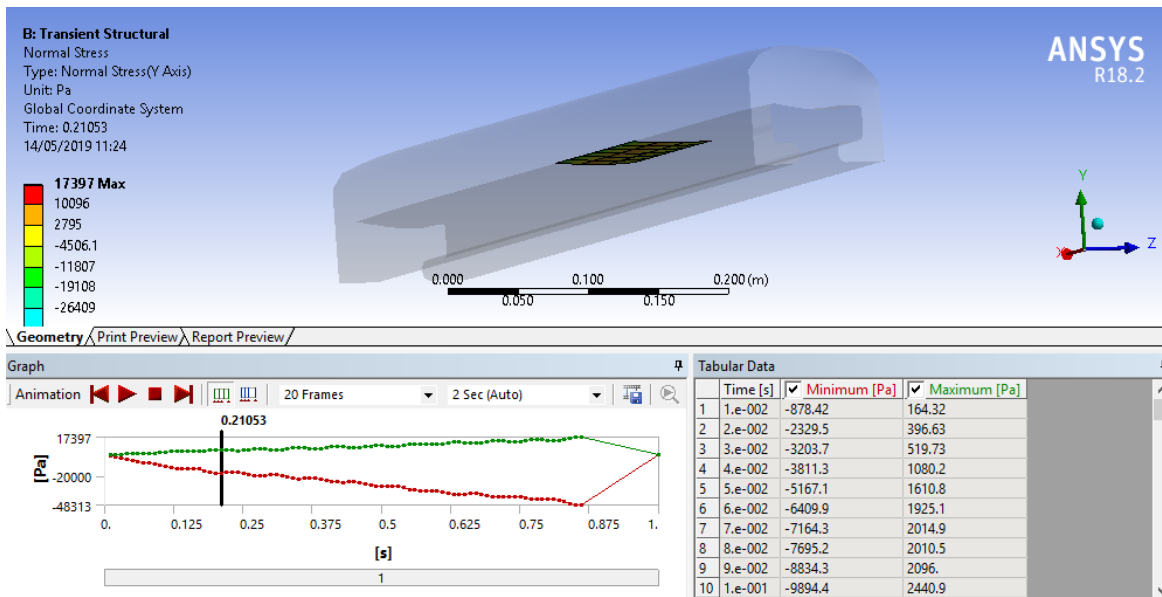 B: Transient Structural
Normal Stress
Type: Normal Stress(Y Axis)
Unit: Pa
Global Coordinate System
Time: 0.21053
14/05/2019 11:24
ANSYS
R18.2
17397 Max
10096
2795
-4506.1
-11807
-19108
-26409
Y
X
Z
0.000 0.100 0.200 (m)
0.050 0.150
Geometry Print Preview Report Preview
Graph
Animation 20 Frames 2 Sec (Auto)
0.21053
17397
-20000
-48313
[Pa]
0. 0.125 0.25 0.375 0.5 0.625 0.75 0.875 1.
[s]
1
Tabular Data
Time [s] Minimum [Pa] Maximum [Pa]
1 1.e-002 -878.42 164.32
2 2.e-002 -2329.5 396.63
3 3.e-002 -3203.7 519.73
4 4.e-002 -3811.3 1080.2
5 5.e-002 -5167.1 1610.8
6 6.e-002 -6409.9 1925.1
7 7.e-002 -7164.3 2014.9
8 8.e-002 -7695.2 2010.5
9 9.e-002 -8834.3 2096.
10 1.e-001 -9894.4 2440.9